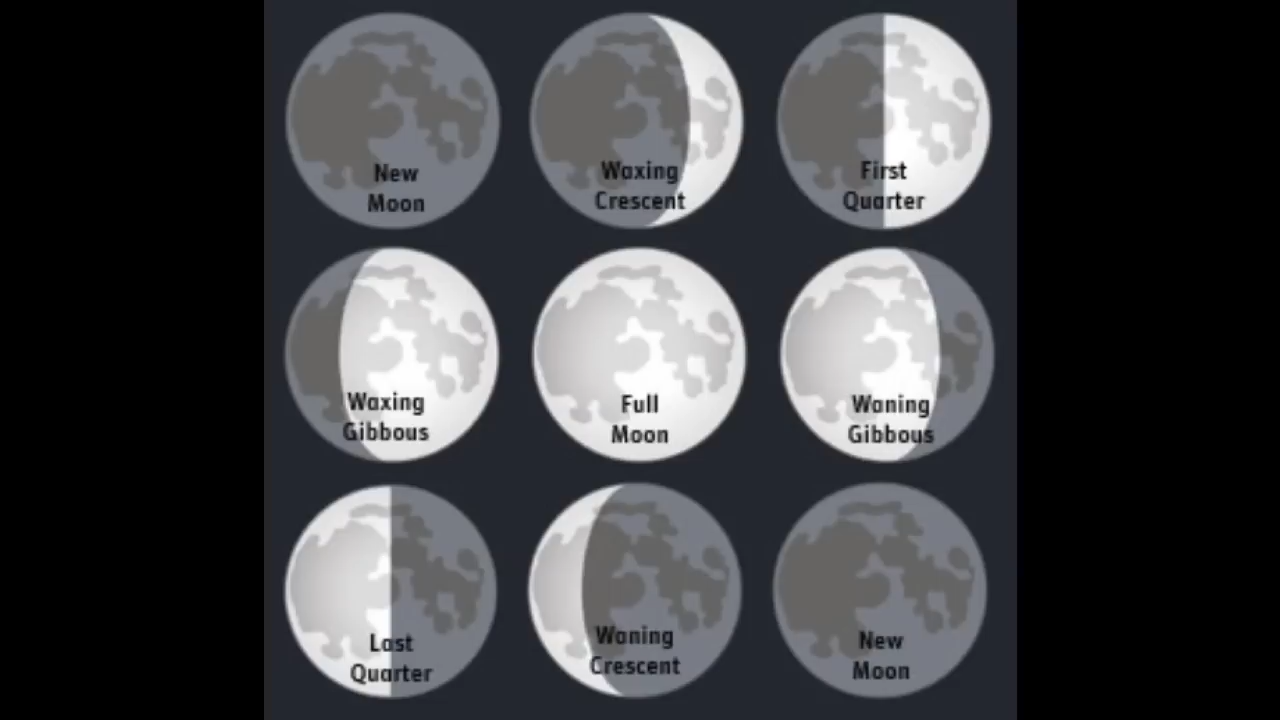 New
Moon
Waxing
Crescent
First
Quarter
Waxing
Gibbous
Full
Moon
Waning
Gibbous
Last
Quarter
Waning
Crescent
New
Moon